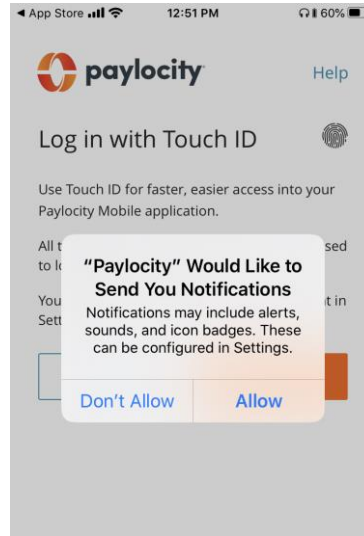 App Store 12:51 PM 60%
paylocity Help
Log in with Touch ID
Use Touch ID for faster, easier access into your
Paylocity Mobile application.
All sed
to
"Paylocity" Would Like to
Send You Notifications
Notifications may include alerts,
sounds, and icon badges. These
can be configured in Settings.
You in
Sett
Don't Allow Allow